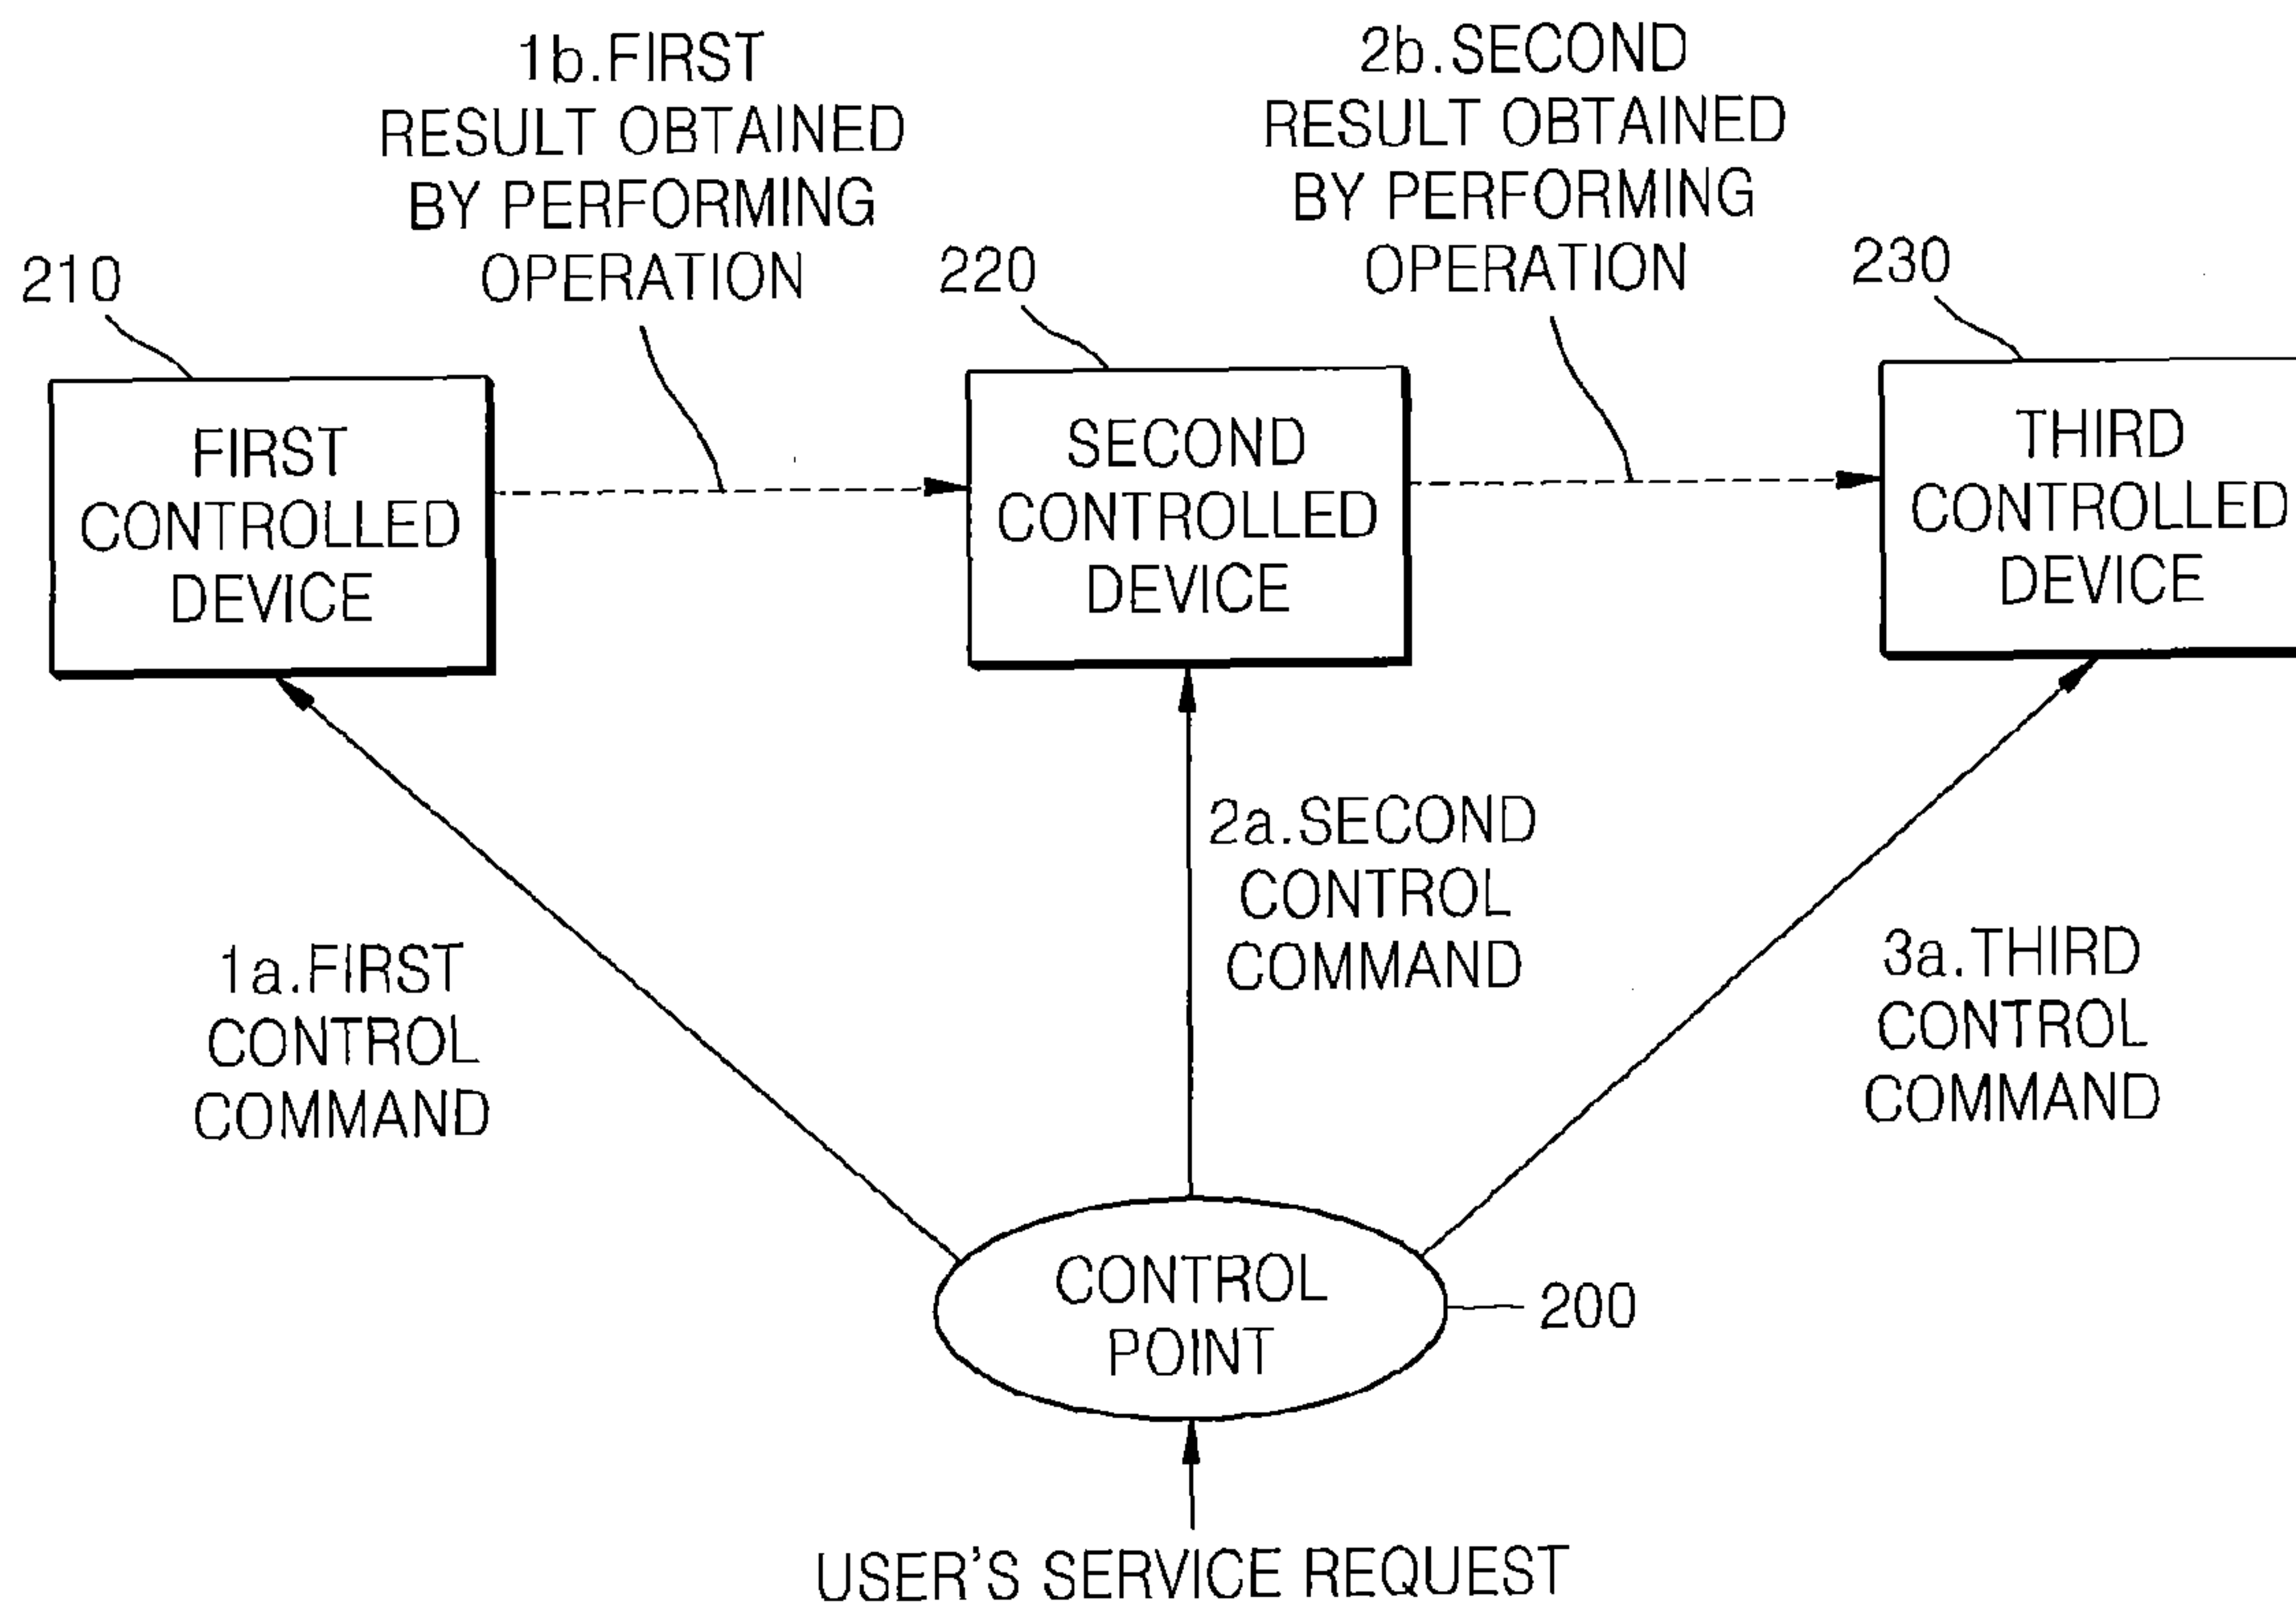 1b.FIRST
RESULT OBTAINED
BY PERFORMING
OPERATION
2b.SECOND
RESULT OBTAINED
BY PERFORMING
OPERATION
210
220
230
FIRST
CONTROLLED
DEVICE
SECOND
CONTROLLED
DEVICE
THIRD
CONTROLLED
DEVICE
1a.FIRST
CONTROL
COMMAND
2a.SECOND
CONTROL
COMMAND
3a.THIRD
CONTROL
COMMAND
CONTROL
POINT
200
USER'S SERVICE REQUEST